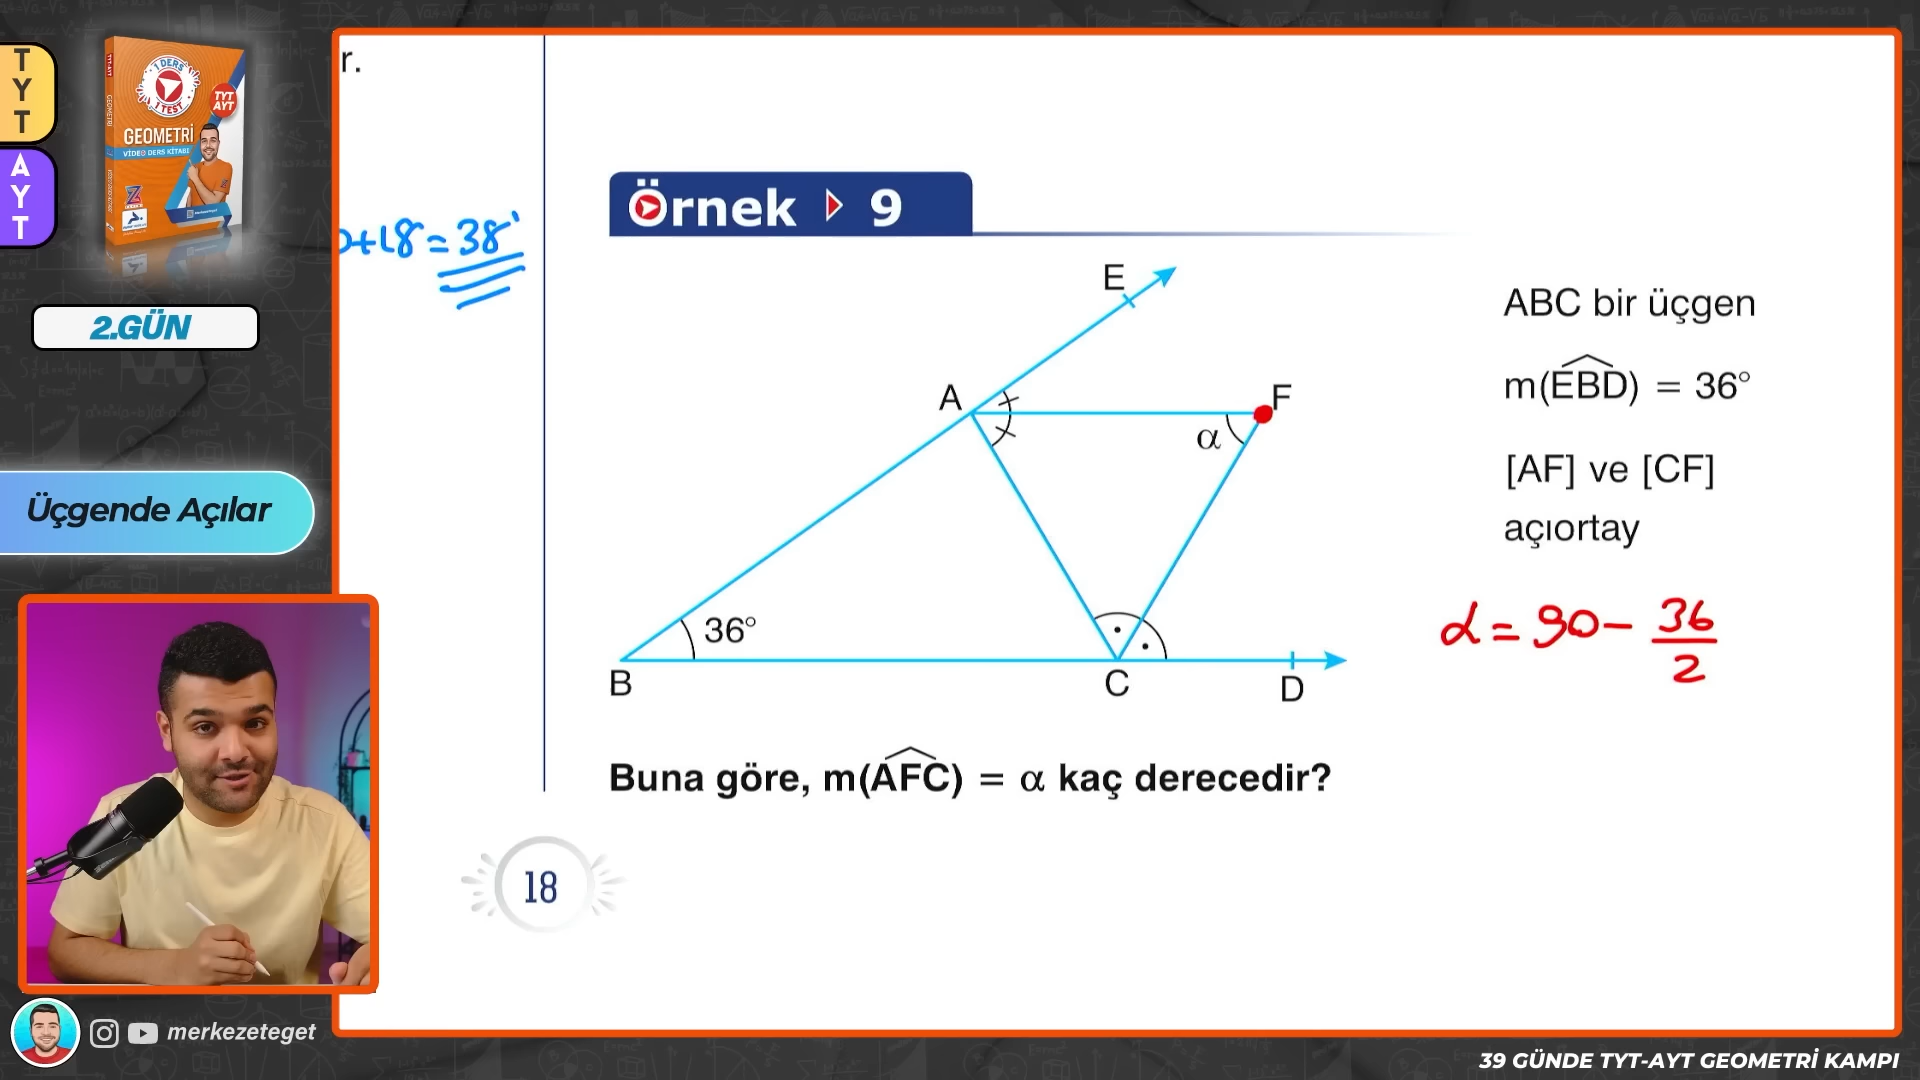 TYT
AYT
1 DERS
1 TEST
TYT
AYT
GEOMETRİ
VİDEO DERS KİTABI
2.GÜN
Üçgende Açılar
r.
+18=38°
Örnek 9
E
A
F
α
36°
B
C
D
ABC bir üçgen
m(EBD) = 36°
[AF] ve [CF]
açıortay
α = 90 - 36/2
Buna göre, m(AFC) = α kaç derecedir?
18
merkezeteget
39 GÜNDE TYT-AYT GEOMETRİ KAMPI